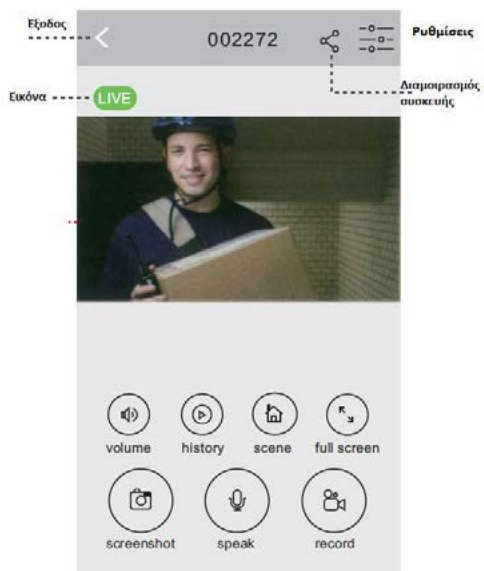 Έξοδος
002272
Ρυθμίσεις
Διαμοιρασμός
συσκευής
Εικόνα
LIVE
volume
history
scene
full screen
screenshot
speak
record